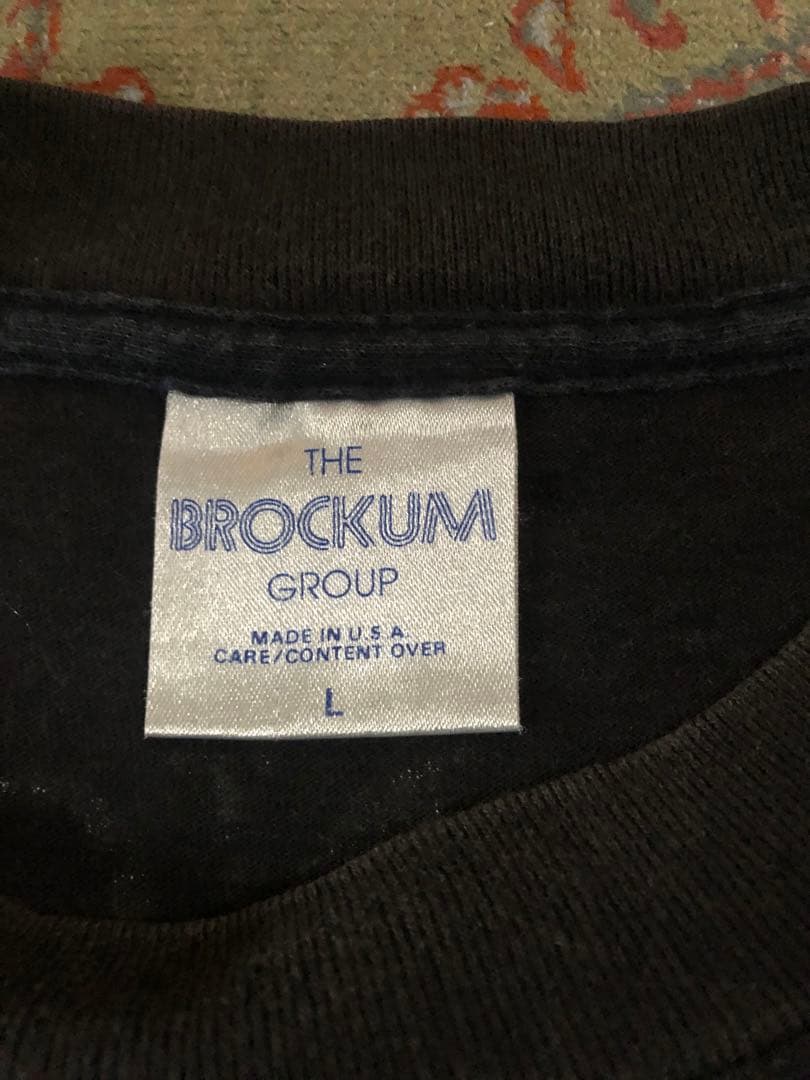 THE
BROCKUM
GROUP
MADE IN U.S.A.
CARE/CONTENT OVER
L